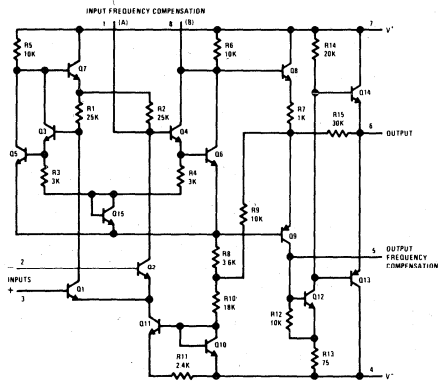 INPUT FREQUENCY COMPENSATION
1 (A) 8 (B)
7 V+
R5
10K
Q7
R6
10K
Q8
R14
20K
Q14
R1
25K
R2
25K
R7
1K
Q3
Q4
R15
30K
6 OUTPUT
Q5
Q6
R3
3K
R4
3K
Q15
R9
10K
Q9
5 OUTPUT
FREQUENCY
COMPENSATION
R8
3.6K
2
−
Q2
Q12
Q13
INPUTS
+
3
Q1
R10
18K
R12
10K
Q11
Q10
R11
2.4K
R13
75
4 V−